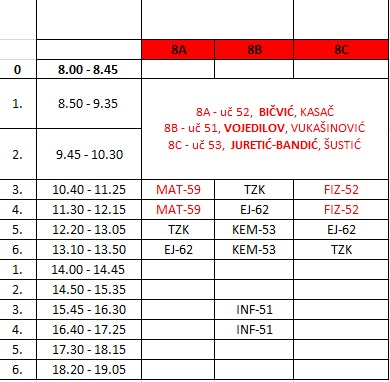 8A 8B 8C
0 8.00 - 8.45
1. 8.50 - 9.35
8A - uč 52, BIČVIĆ, KASAČ
8B - uč 51, VOJEDILOV, VUKAŠINOVIĆ
8C - uč 53, JURETIĆ-BANDIĆ, ŠUSTIĆ
2. 9.45 - 10.30
3. 10.40 - 11.25 MAT-59 TZK FIZ-52
4. 11.30 - 12.15 MAT-59 EJ-62 FIZ-52
5. 12.20 - 13.05 TZK KEM-53 EJ-62
6. 13.10 - 13.50 EJ-62 KEM-53 TZK
1. 14.00 - 14.45
2. 14.50 - 15.35
3. 15.45 - 16.30 INF-51
4. 16.40 - 17.25 INF-51
5. 17.30 - 18.15
6. 18.20 - 19.05